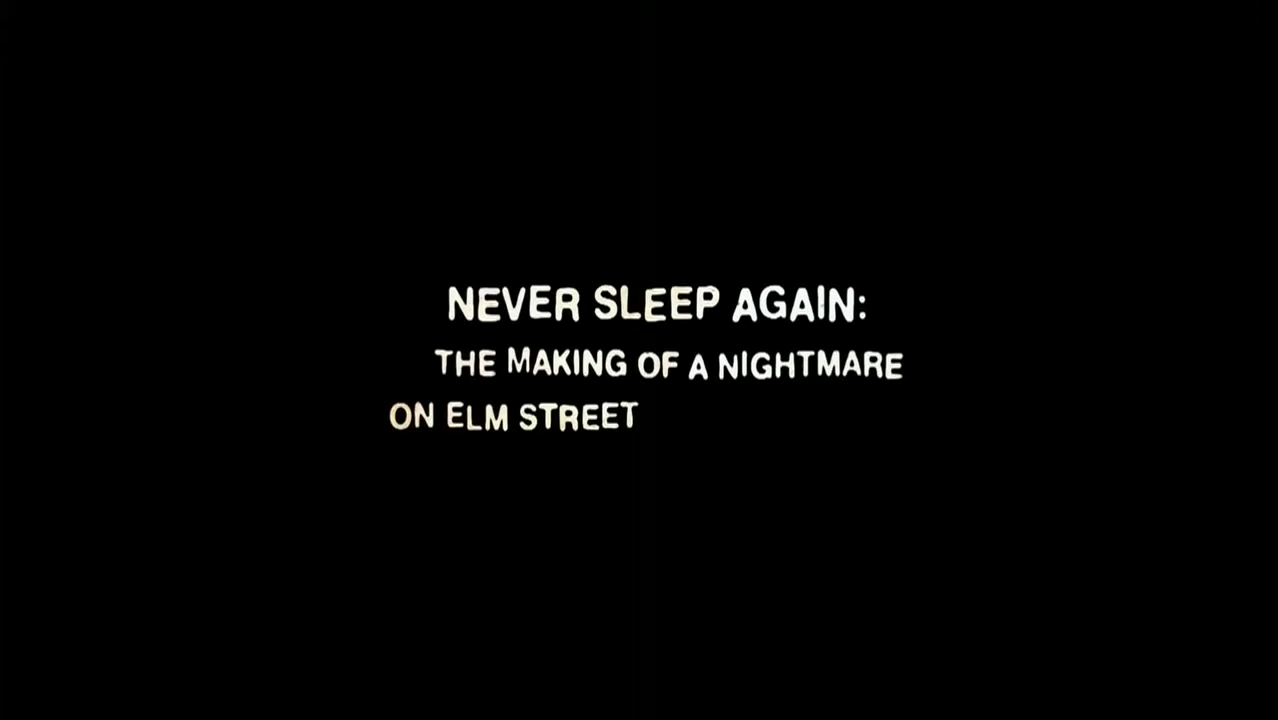 NEVER SLEEP AGAIN:
THE MAKING OF A NIGHTMARE
ON ELM STREET